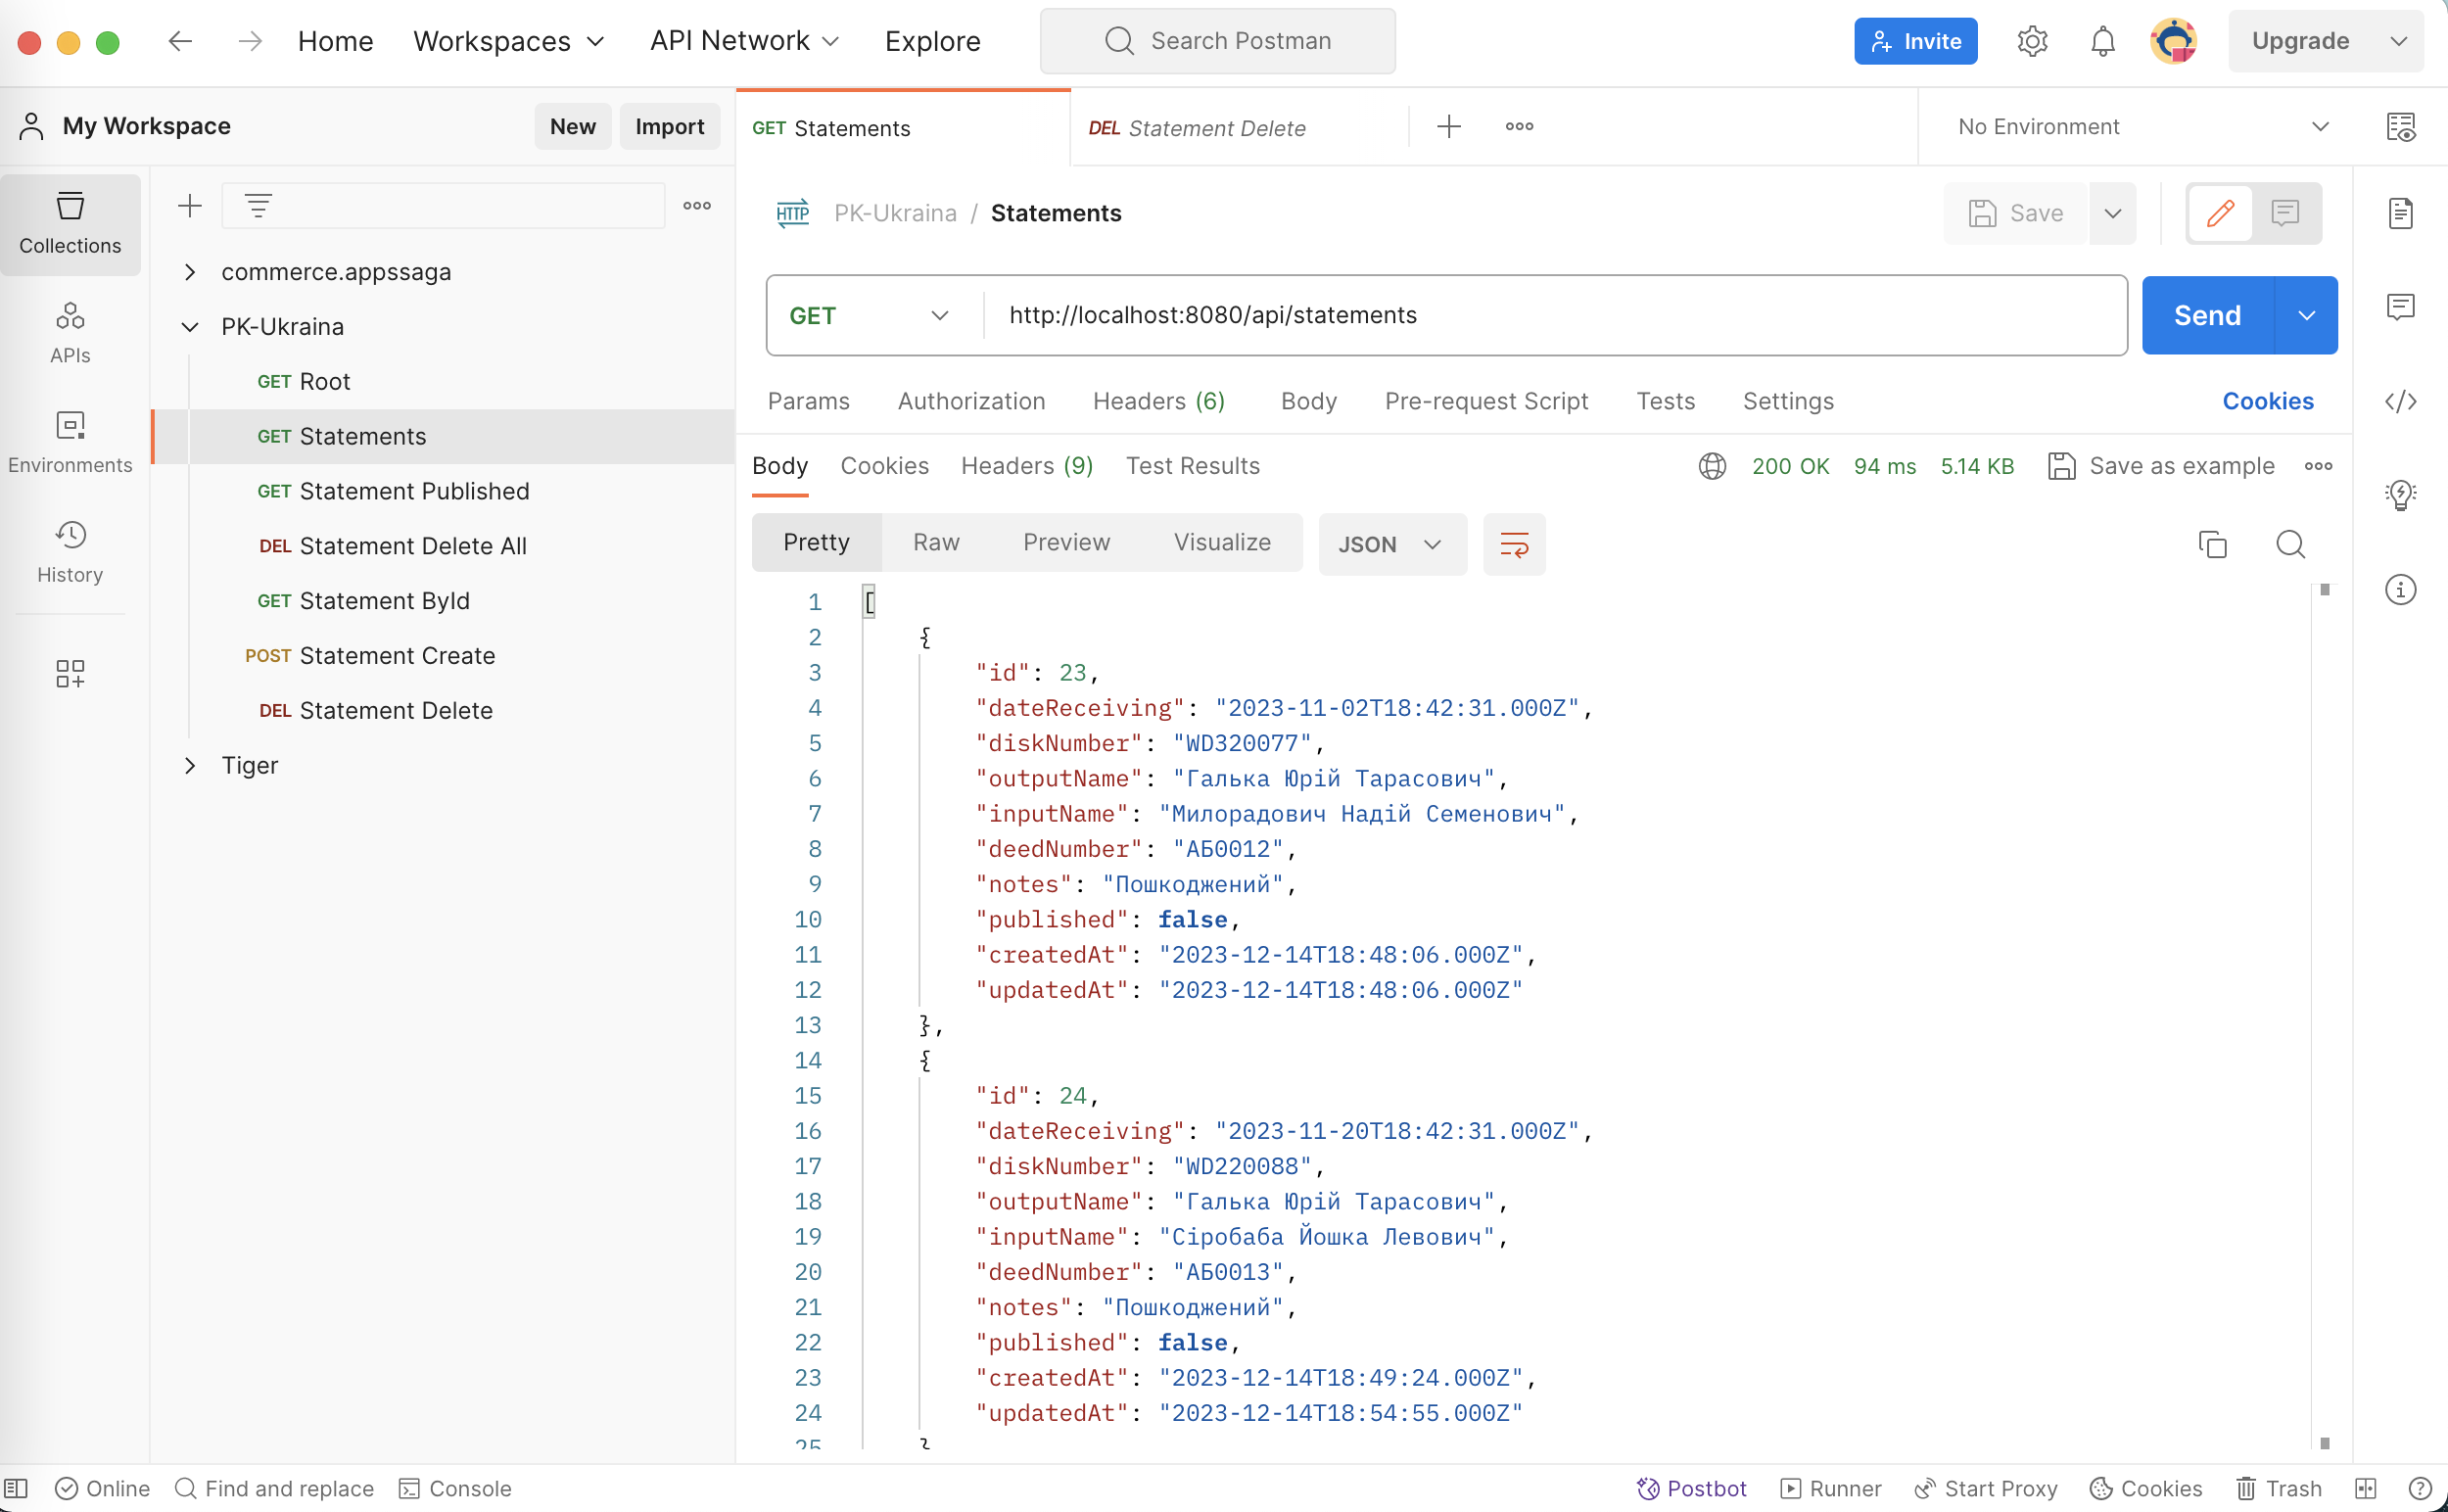 Home Workspaces API Network Explore Search Postman Invite Upgrade
My Workspace New Import
GET Statements DEL Statement Delete No Environment
Collections
APIs
Environments
History
commerce.appssaga
PK-Ukraina
GET Root
GET Statements
GET Statement Published
DEL Statement Delete All
GET Statement ById
POST Statement Create
DEL Statement Delete
Tiger
HTTP PK-Ukraina / Statements Save
GET http://localhost:8080/api/statements Send
Params Authorization Headers (6) Body Pre-request Script Tests Settings Cookies
Body Cookies Headers (9) Test Results 200 OK 94 ms 5.14 KB Save as example
Pretty Raw Preview Visualize JSON
1 [
2 {
3 "id": 23,
4 "dateReceiving": "2023-11-02T18:42:31.000Z",
5 "diskNumber": "WD320077",
6 "outputName": "Галька Юрій Тарасович",
7 "inputName": "Милорадович Надій Семенович",
8 "deedNumber": "АБ0012",
9 "notes": "Пошкоджений",
10 "published": false,
11 "createdAt": "2023-12-14T18:48:06.000Z",
12 "updatedAt": "2023-12-14T18:48:06.000Z"
13 },
14 {
15 "id": 24,
16 "dateReceiving": "2023-11-20T18:42:31.000Z",
17 "diskNumber": "WD220088",
18 "outputName": "Галька Юрій Тарасович",
19 "inputName": "Сіробаба Йошка Левович",
20 "deedNumber": "АБ0013",
21 "notes": "Пошкоджений",
22 "published": false,
23 "createdAt": "2023-12-14T18:49:24.000Z",
24 "updatedAt": "2023-12-14T18:54:55.000Z"
25 }
Online Find and replace Console Postbot Runner Start Proxy Cookies Trash